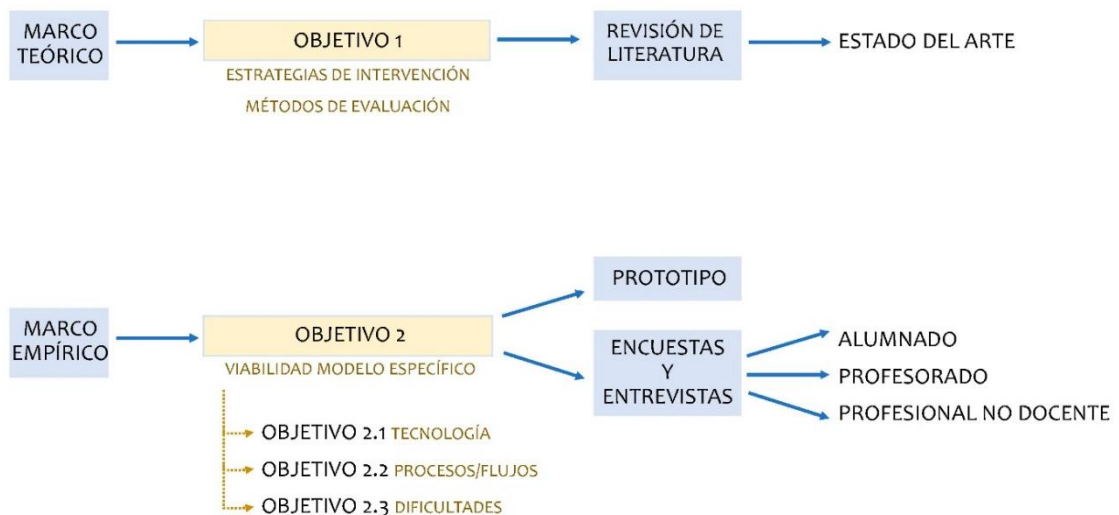 MARCO
TEÓRICO
OBJETIVO 1
ESTRATEGIAS DE INTERVENCIÓN
MÉTODOS DE EVALUACIÓN
REVISIÓN DE
LITERATURA
ESTADO DEL ARTE
MARCO
EMPÍRICO
OBJETIVO 2
VIABILIDAD MODELO ESPECÍFICO
OBJETIVO 2.1 TECNOLOGÍA
OBJETIVO 2.2 PROCESOS/FLUJOS
OBJETIVO 2.3 DIFICULTADES
PROTOTIPO
ENCUESTAS
Y
ENTREVISTAS
ALUMNADO
PROFESORADO
PROFESIONAL NO DOCENTE